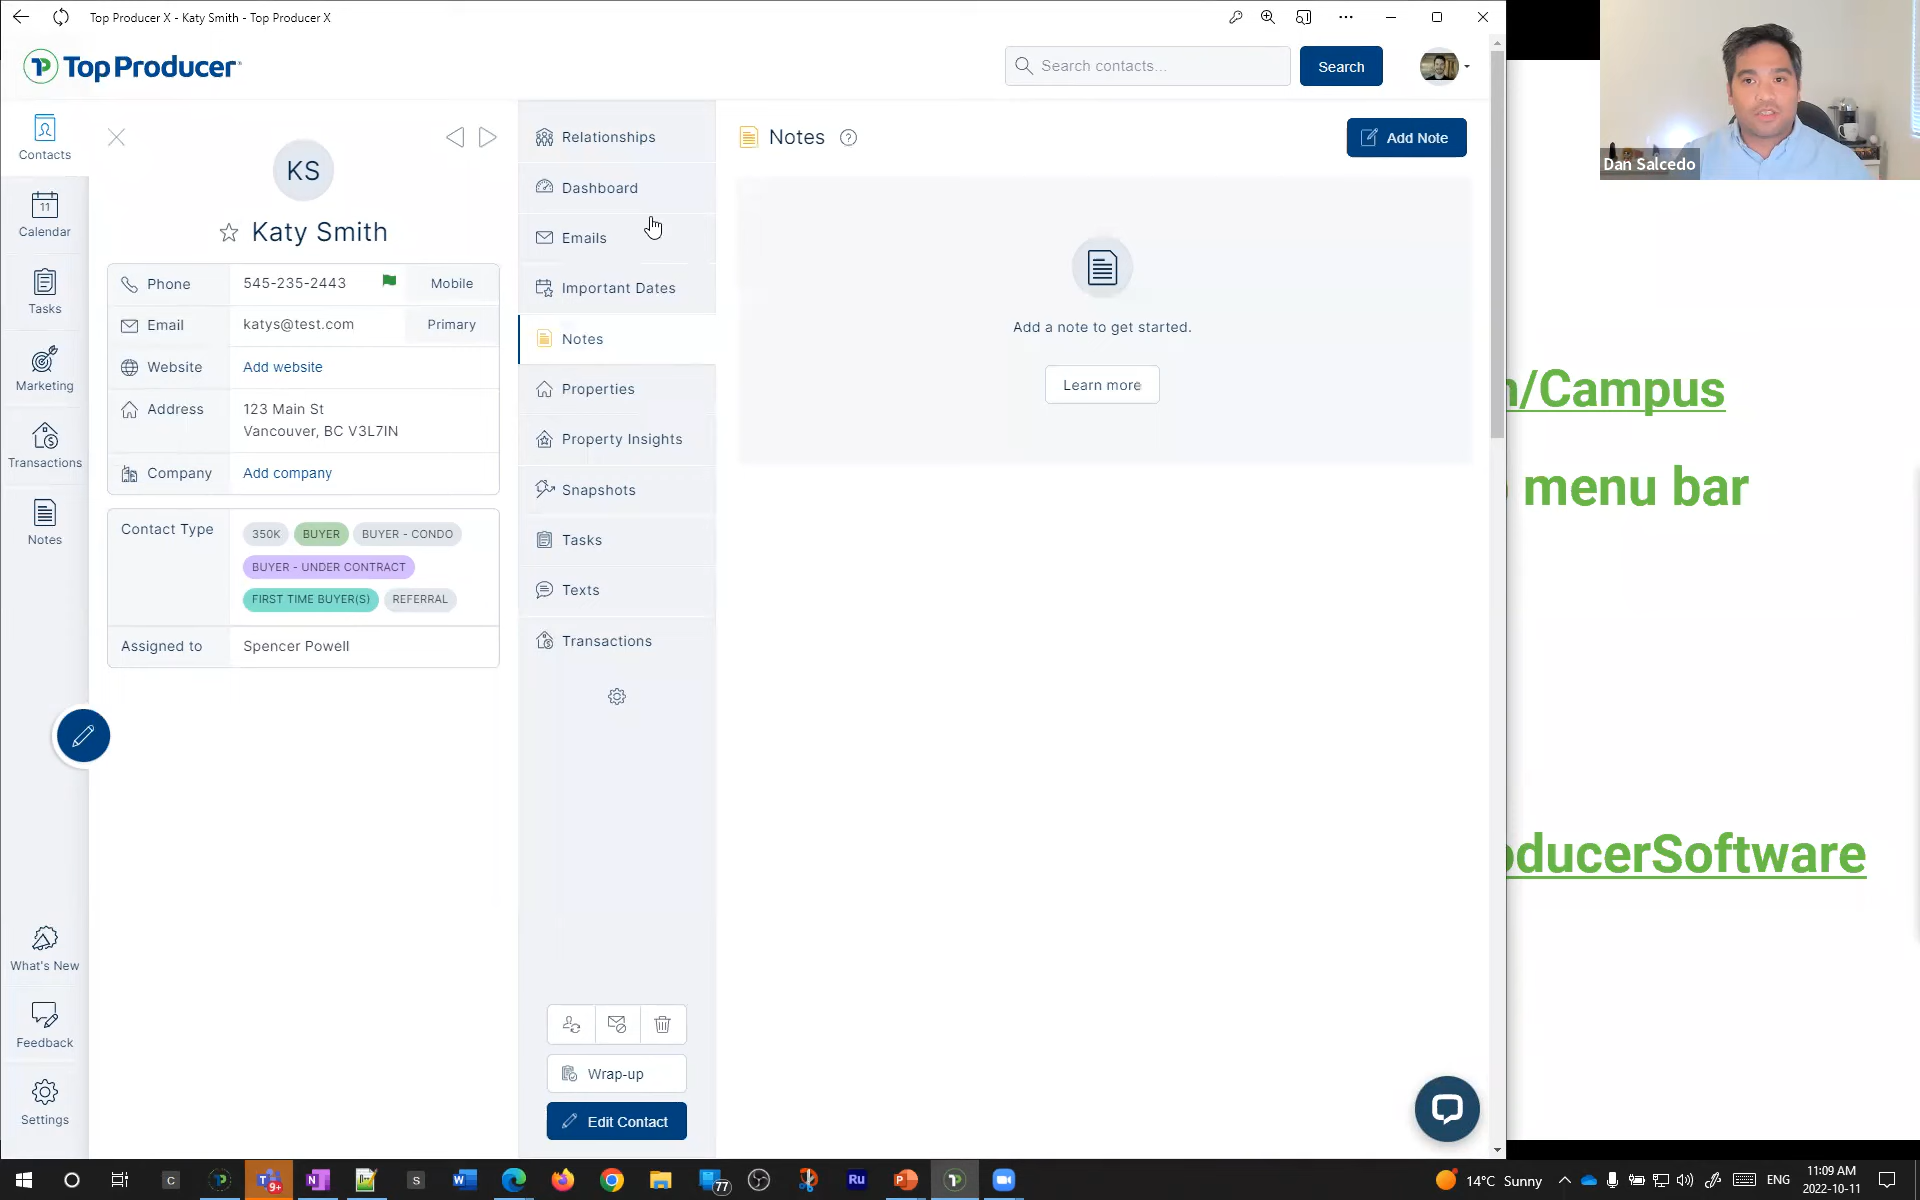 Top Producer X - Katy Smith - Top Producer X
Top Producer
Search contacts...
Search
Dan Salcedo
Contacts
11
Calendar
Tasks
Marketing
Transactions
Notes
What's New
Feedback
Settings
KS
Katy Smith
Phone 545-235-2443 Mobile
Email katys@test.com Primary
Website Add website
Address 123 Main St
Vancouver, BC V3L7IN
Company Add company
Contact Type 350K BUYER BUYER - CONDO
BUYER - UNDER CONTRACT
FIRST TIME BUYER(S) REFERRAL
Assigned to Spencer Powell
Relationships
Dashboard
Emails
Important Dates
Notes
Properties
Property Insights
Snapshots
Tasks
Texts
Transactions
Wrap-up
Edit Contact
Notes
Add Note
Add a note to get started.
Learn more
/Campus
menu bar
oducerSoftware
C
9+
S
77
Ru
14°C Sunny
ENG
11:09 AM
2022-10-11